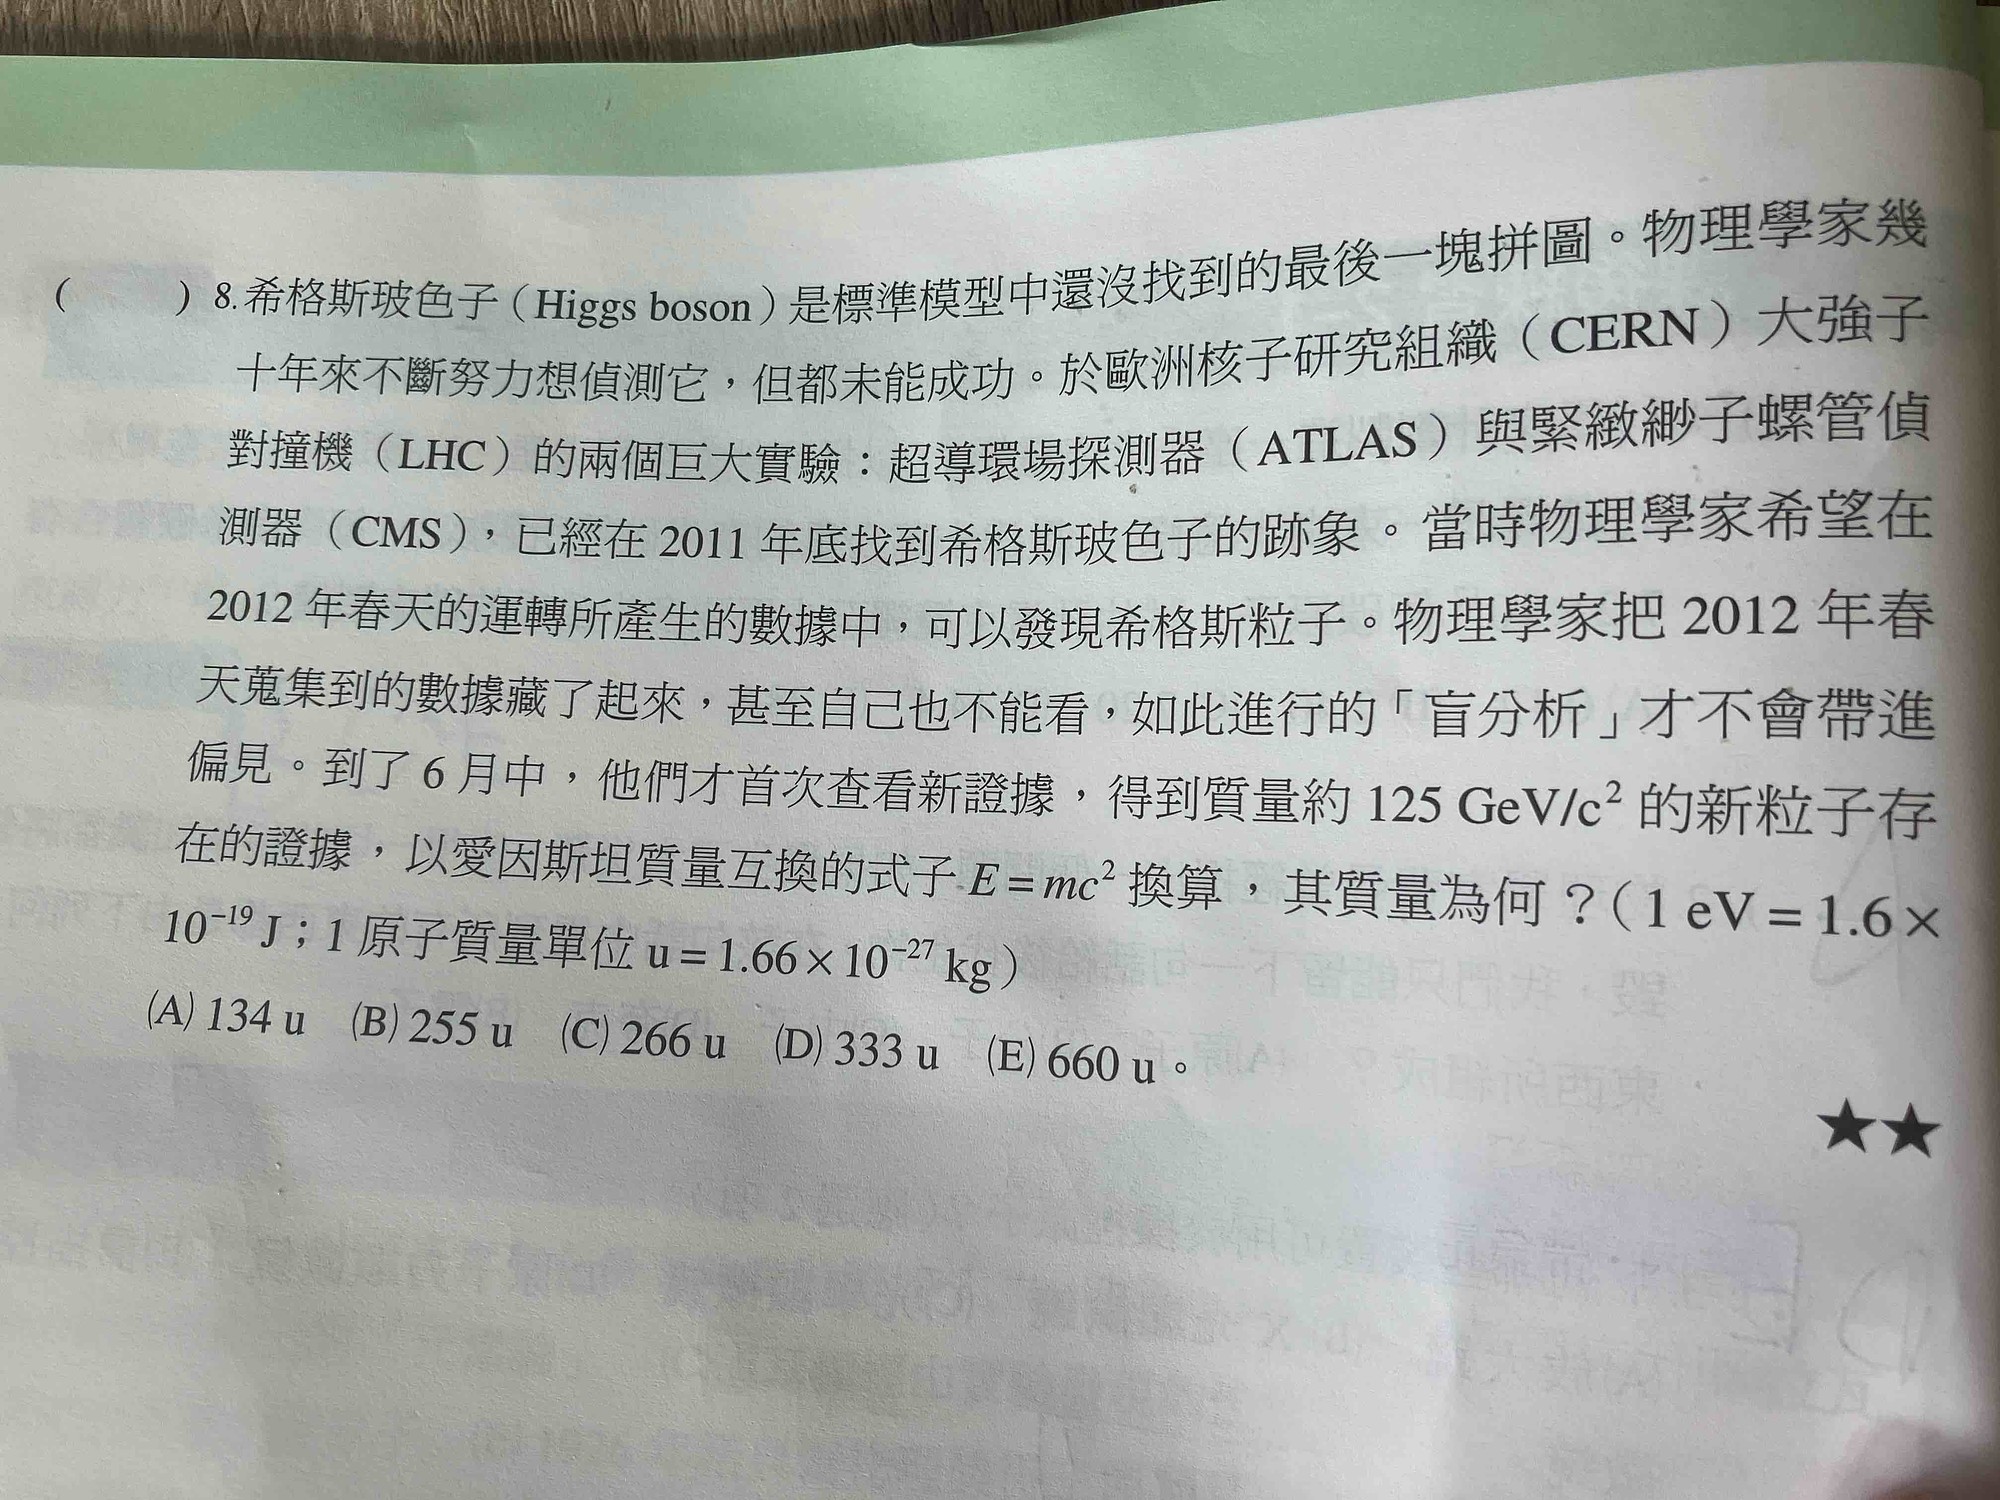 (　　) 8.希格斯玻色子（Higgs boson）是標準模型中還沒找到的最後一塊拼圖。物理學家幾
十年來不斷努力想偵測它，但都未能成功。於歐洲核子研究組織（CERN）大強子
對撞機（LHC）的兩個巨大實驗：超導環場探測器（ATLAS）與緊緻緲子螺管偵
測器（CMS），已經在 2011 年底找到希格斯玻色子的跡象。當時物理學家希望在
2012 年春天的運轉所產生的數據中，可以發現希格斯粒子。物理學家把 2012 年春
天蒐集到的數據藏了起來，甚至自己也不能看，如此進行的「盲分析」才不會帶進
偏見。到了 6 月中，他們才首次查看新證據，得到質量約 125 GeV/c² 的新粒子存
在的證據，以愛因斯坦質量互換的式子 E = mc² 換算，其質量為何？（1 eV = 1.6 ×
10⁻¹⁹ J；1 原子質量單位 u = 1.66 × 10⁻²⁷ kg）
(A) 134 u　(B) 255 u　(C) 266 u　(D) 333 u　(E) 660 u。
★★